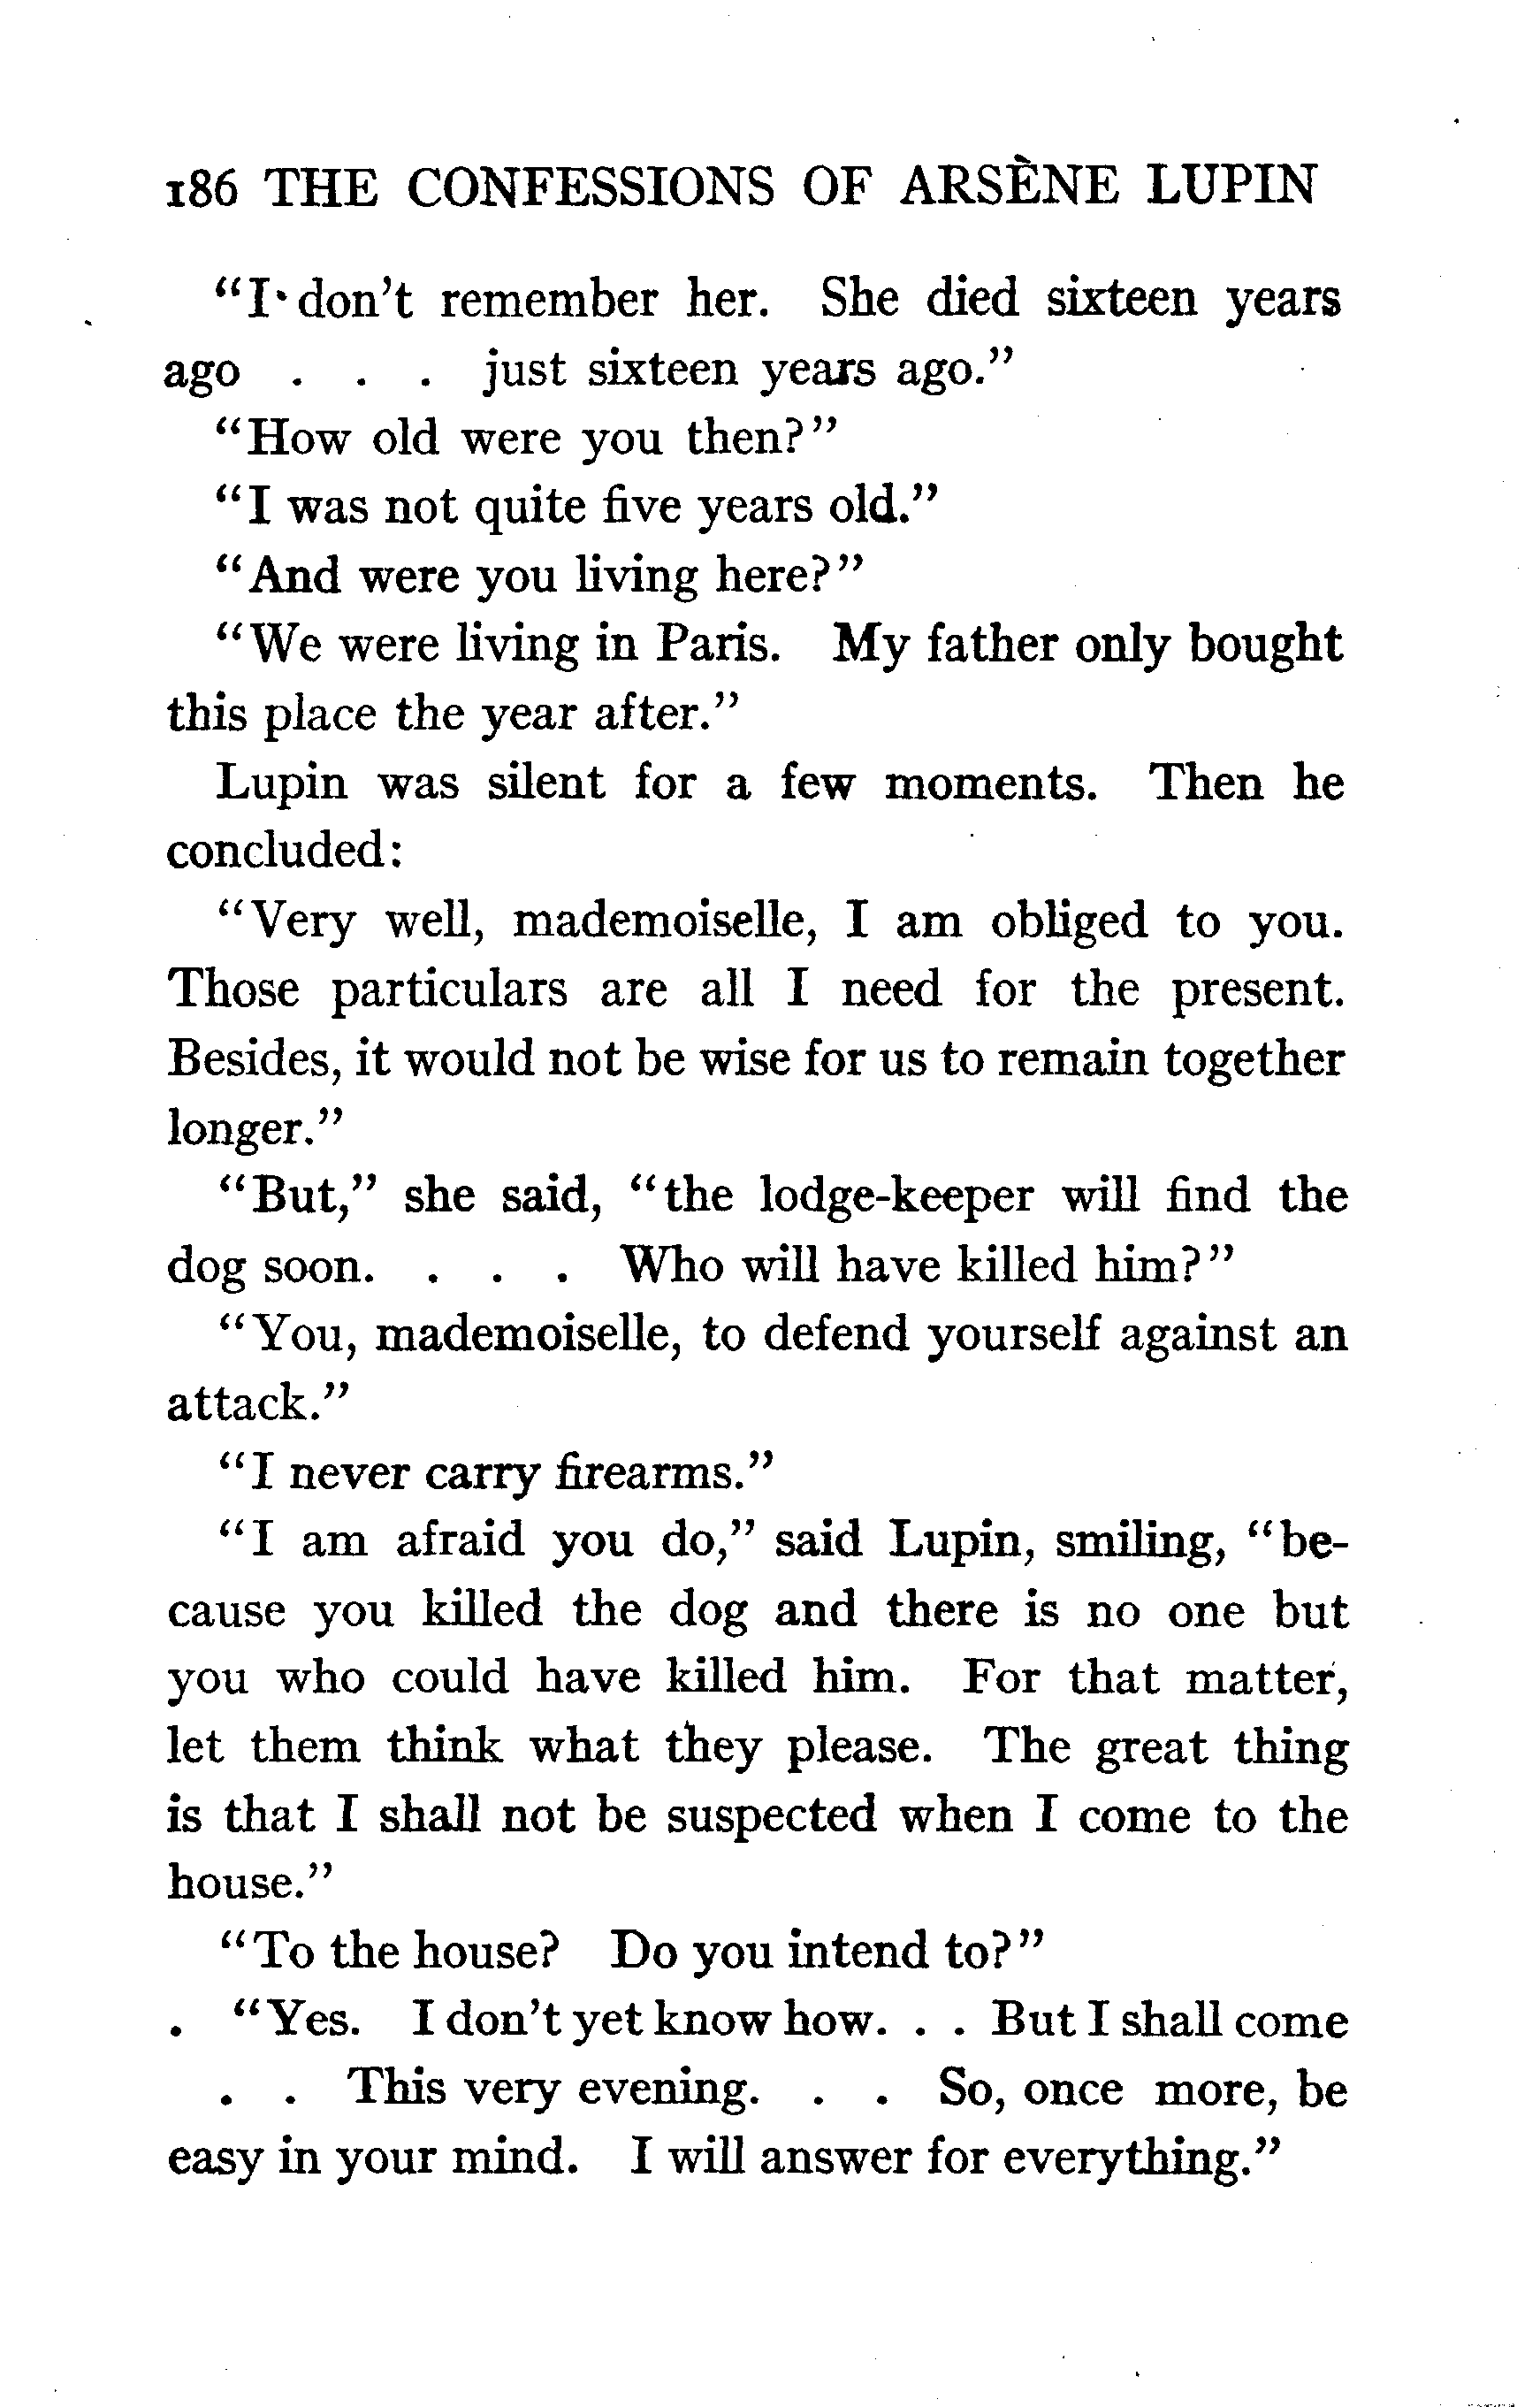 186 THE CONFESSIONS OF ARSÈNE LUPIN
"I don't remember her. She died sixteen years
ago . . . just sixteen years ago."
"How old were you then?"
"I was not quite five years old."
"And were you living here?"
"We were living in Paris. My father only bought
this place the year after."
Lupin was silent for a few moments. Then he
concluded:
"Very well, mademoiselle, I am obliged to you.
Those particulars are all I need for the present.
Besides, it would not be wise for us to remain together
longer."
"But," she said, "the lodge-keeper will find the
dog soon. . . . Who will have killed him?"
"You, mademoiselle, to defend yourself against an
attack."
"I never carry firearms."
"I am afraid you do," said Lupin, smiling, "be-
cause you killed the dog and there is no one but
you who could have killed him. For that matter,
let them think what they please. The great thing
is that I shall not be suspected when I come to the
house."
"To the house? Do you intend to?"
. "Yes. I don't yet know how. . . But I shall come
. . This very evening. . . So, once more, be
easy in your mind. I will answer for everything."